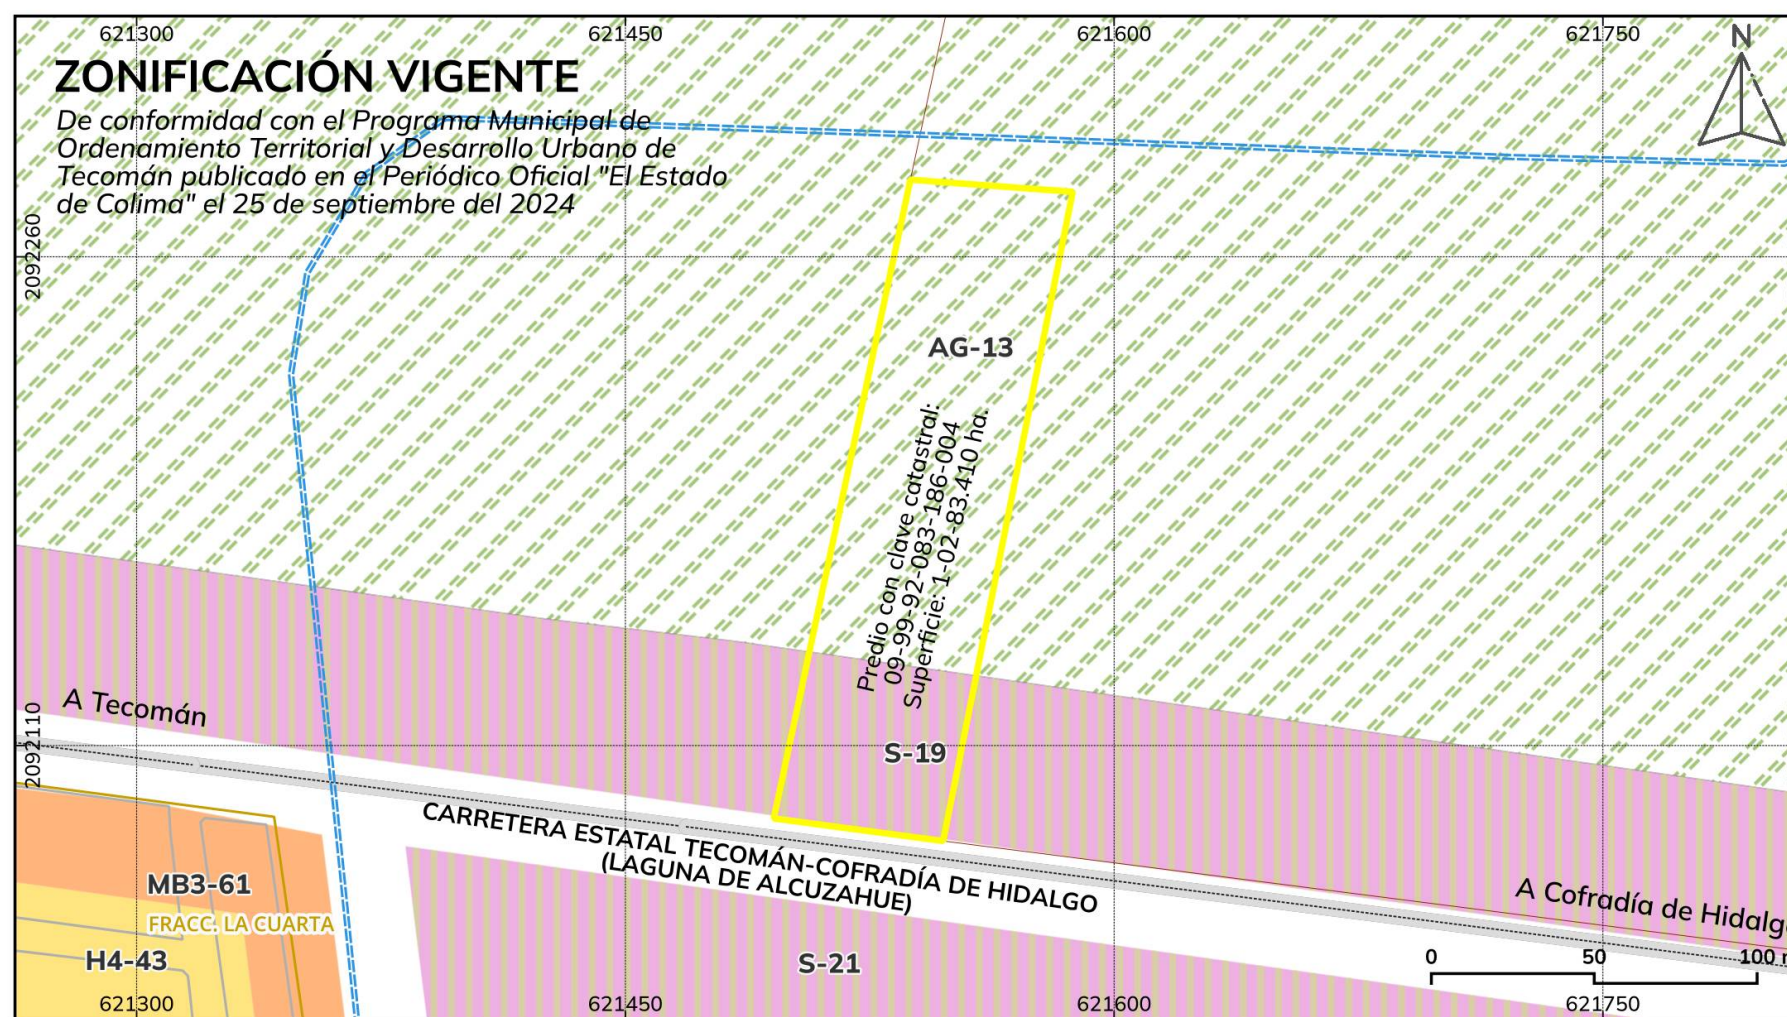 621300
621450
621600
621750
N
ZONIFICACIÓN VIGENTE
De conformidad con el Programa Municipal de
Ordenamiento Territorial y Desarrollo Urbano de
Tecomán publicado en el Periódico Oficial "El Estado
de Colima" el 25 de septiembre del 2024
2092260
AG-13
Predio con clave catastral:
09-99-92-083-186-004
Superficie: 1-02-83.410 ha.
A Tecomán
2092110
S-19
CARRETERA ESTATAL TECOMÁN-COFRADÍA DE HIDALGO
(LAGUNA DE ALCUZAHUE)
A Cofradía de Hidalgo
MB3-61
FRACC. LA CUARTA
H4-43
S-21
0
50
100 m
621300
621450
621600
621750